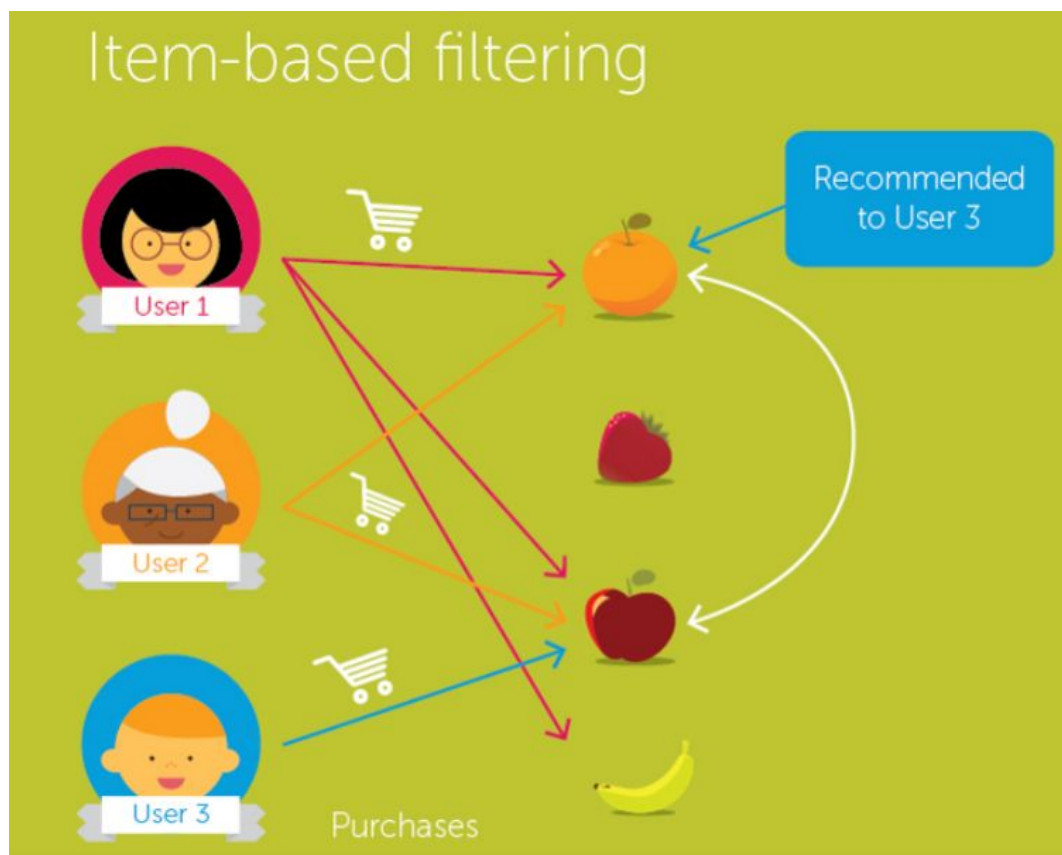 Item-based filtering
Recommended
to User 3
User 1
User 2
User 3
Purchases